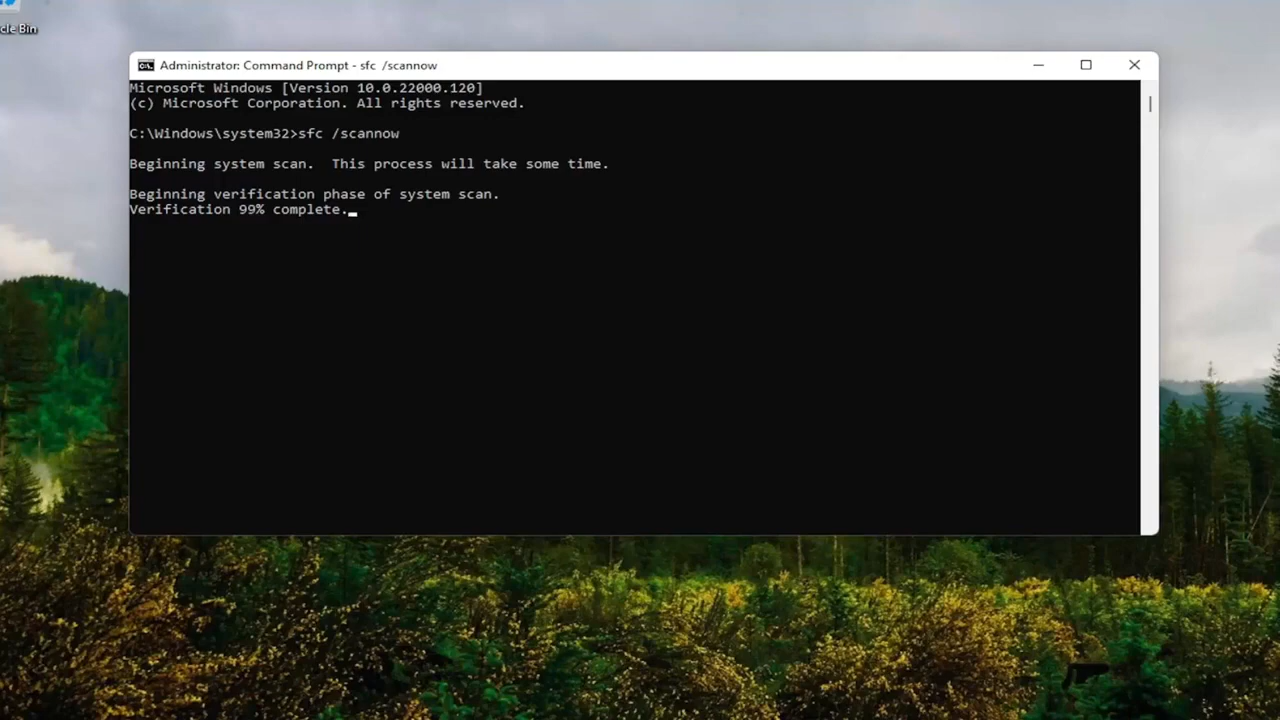 cle Bin
Administrator: Command Prompt - sfc  /scannow
Microsoft Windows [Version 10.0.22000.120]
(c) Microsoft Corporation. All rights reserved.
C:\Windows\system32>sfc /scannow
Beginning system scan.  This process will take some time.
Beginning verification phase of system scan.
Verification 99% complete.